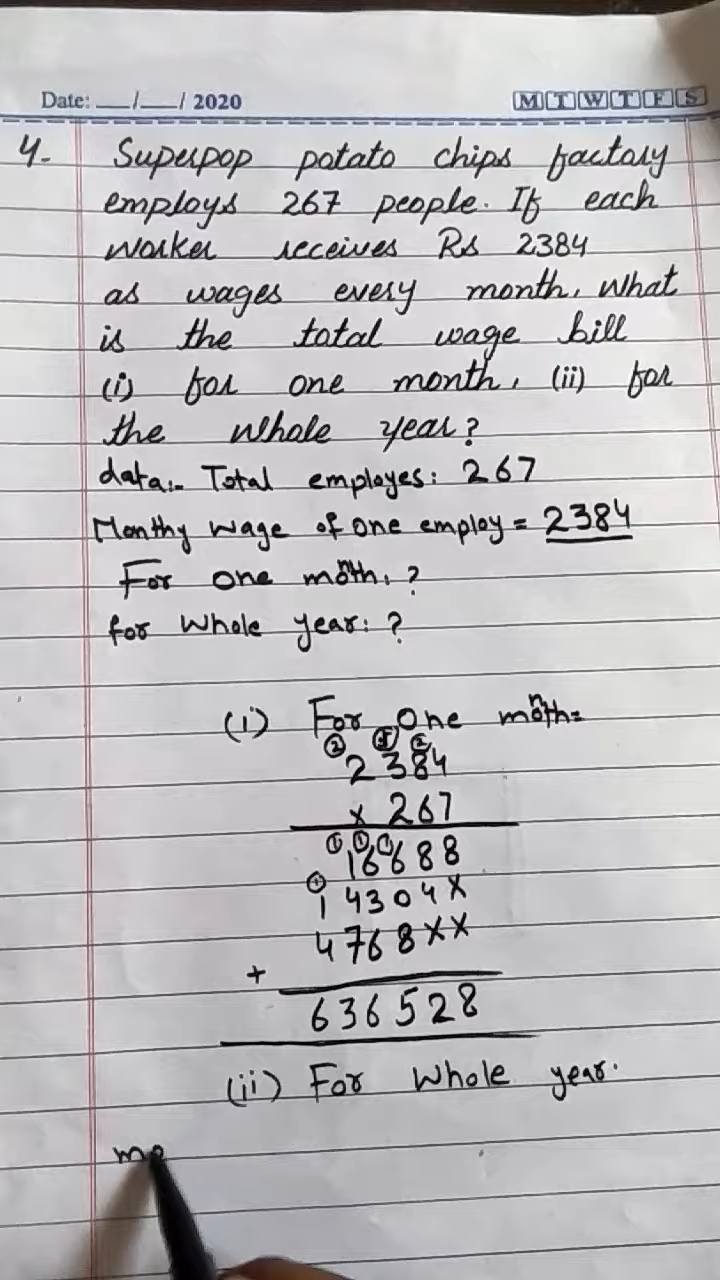 Date: ___/___/ 2020 M T W T F S
4. Superpop potato chips factory
employs 267 people. If each
worker receives Rs 2384
as wages every month, what
is the total wage bill
(i) for one month, (ii) for
the whole year?
data:- Total employes: 267
Monthy wage of one employ = 2384
For one month: ?
for whole year: ?
(i) For one month=
2384
x 267
16688
14304x
4768xx
+
636528
(ii) For whole year.
mo